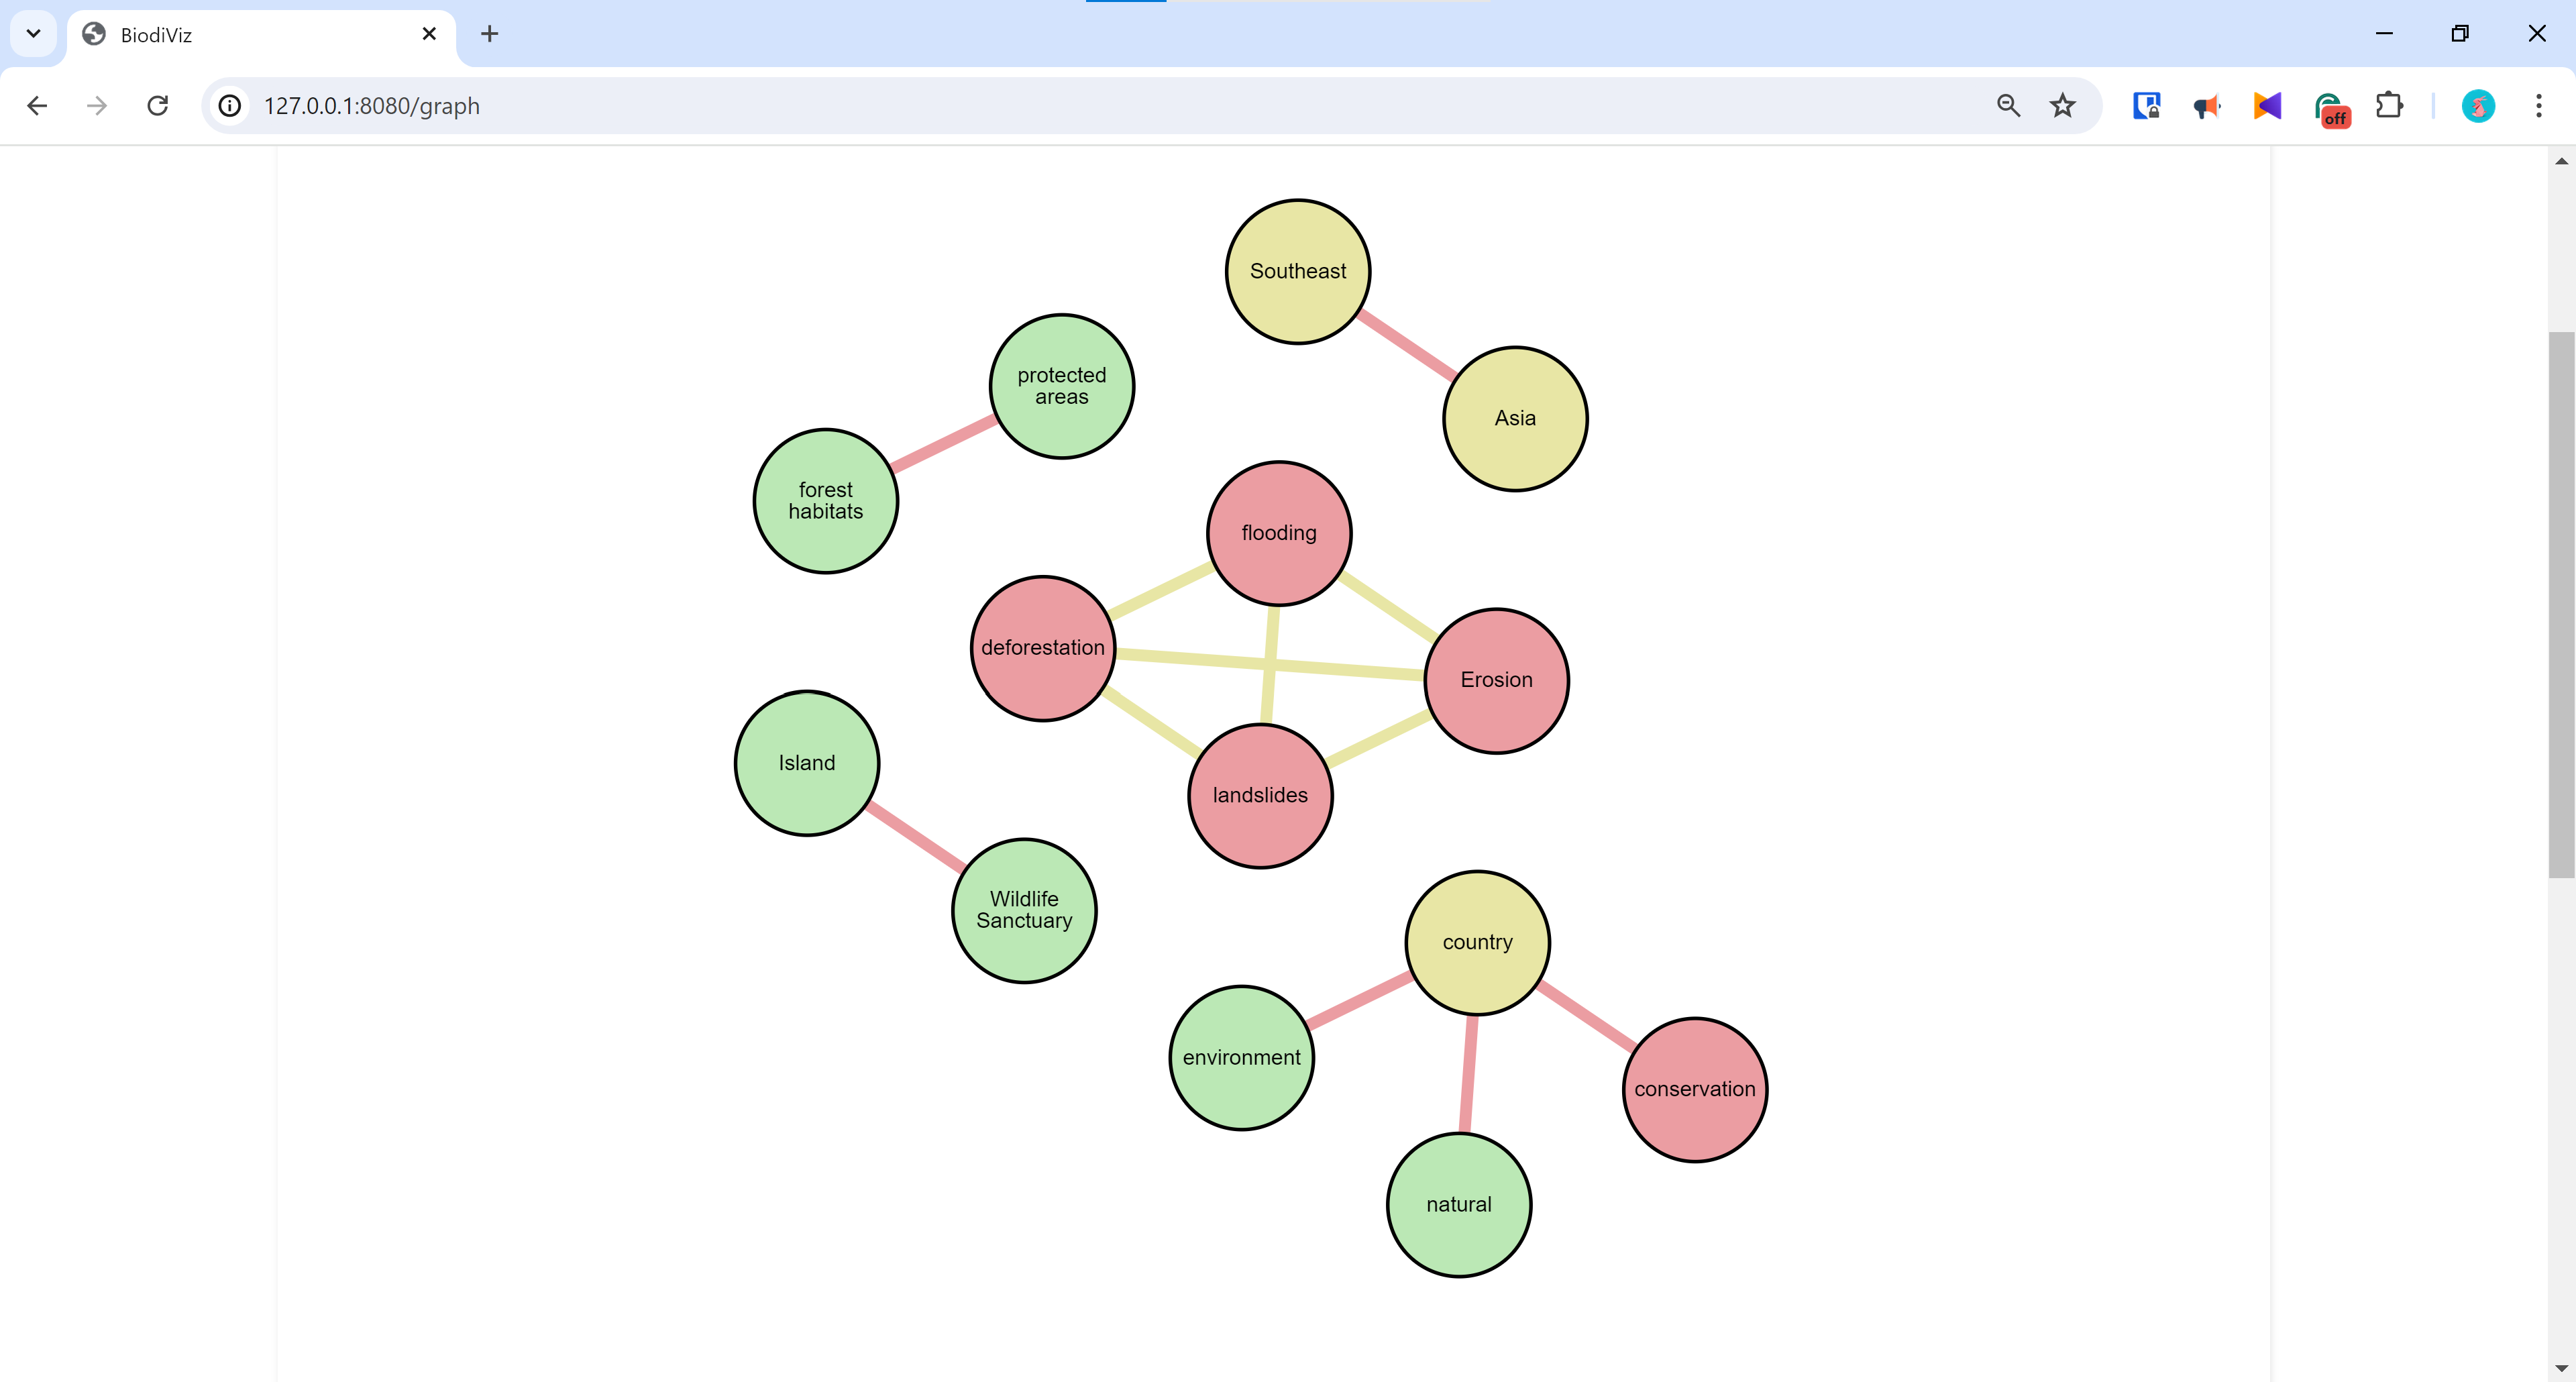 BiodiViz
127.0.0.1:8080/graph
off
Southeast
protected
areas
Asia
forest
habitats
flooding
deforestation
Erosion
Island
landslides
Wildlife
Sanctuary
country
environment
conservation
natural